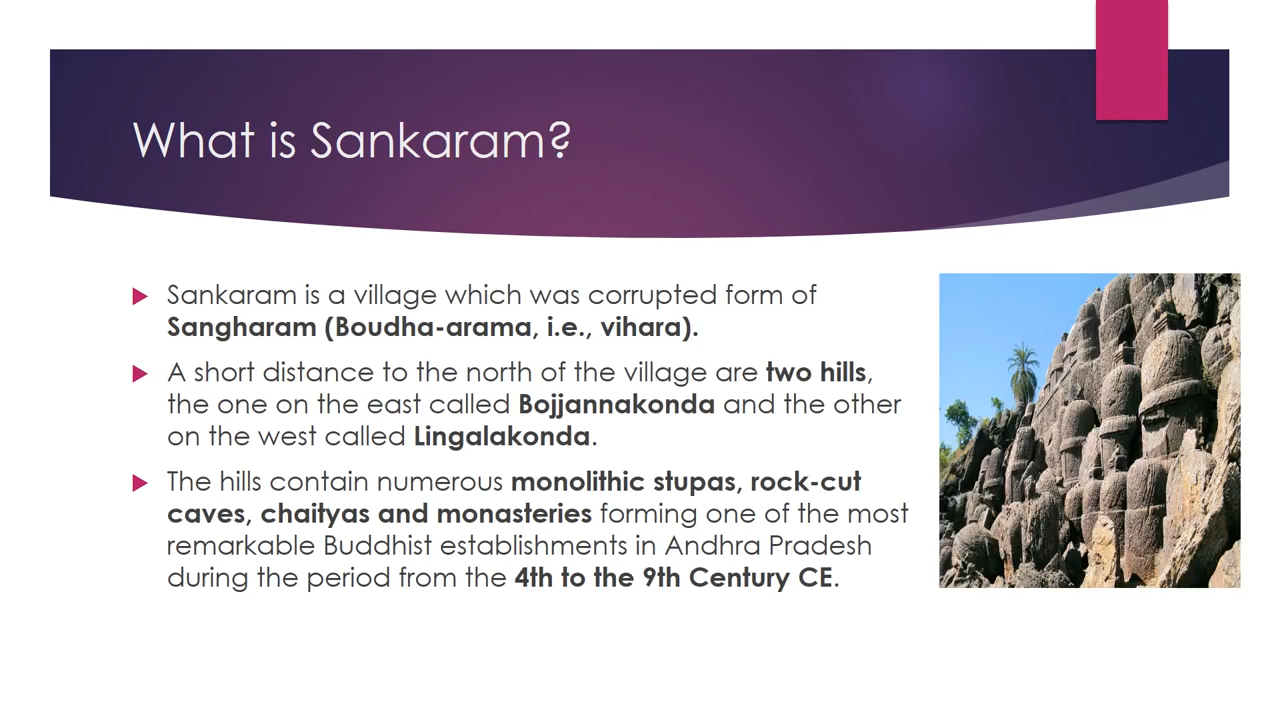 What is Sankaram?
Sankaram is a village which was corrupted form of
Sangharam (Boudha-arama, i.e., vihara).
A short distance to the north of the village are two hills,
the one on the east called Bojjannakonda and the other
on the west called Lingalakonda.
The hills contain numerous monolithic stupas, rock-cut
caves, chaityas and monasteries forming one of the most
remarkable Buddhist establishments in Andhra Pradesh
during the period from the 4th to the 9th Century CE.